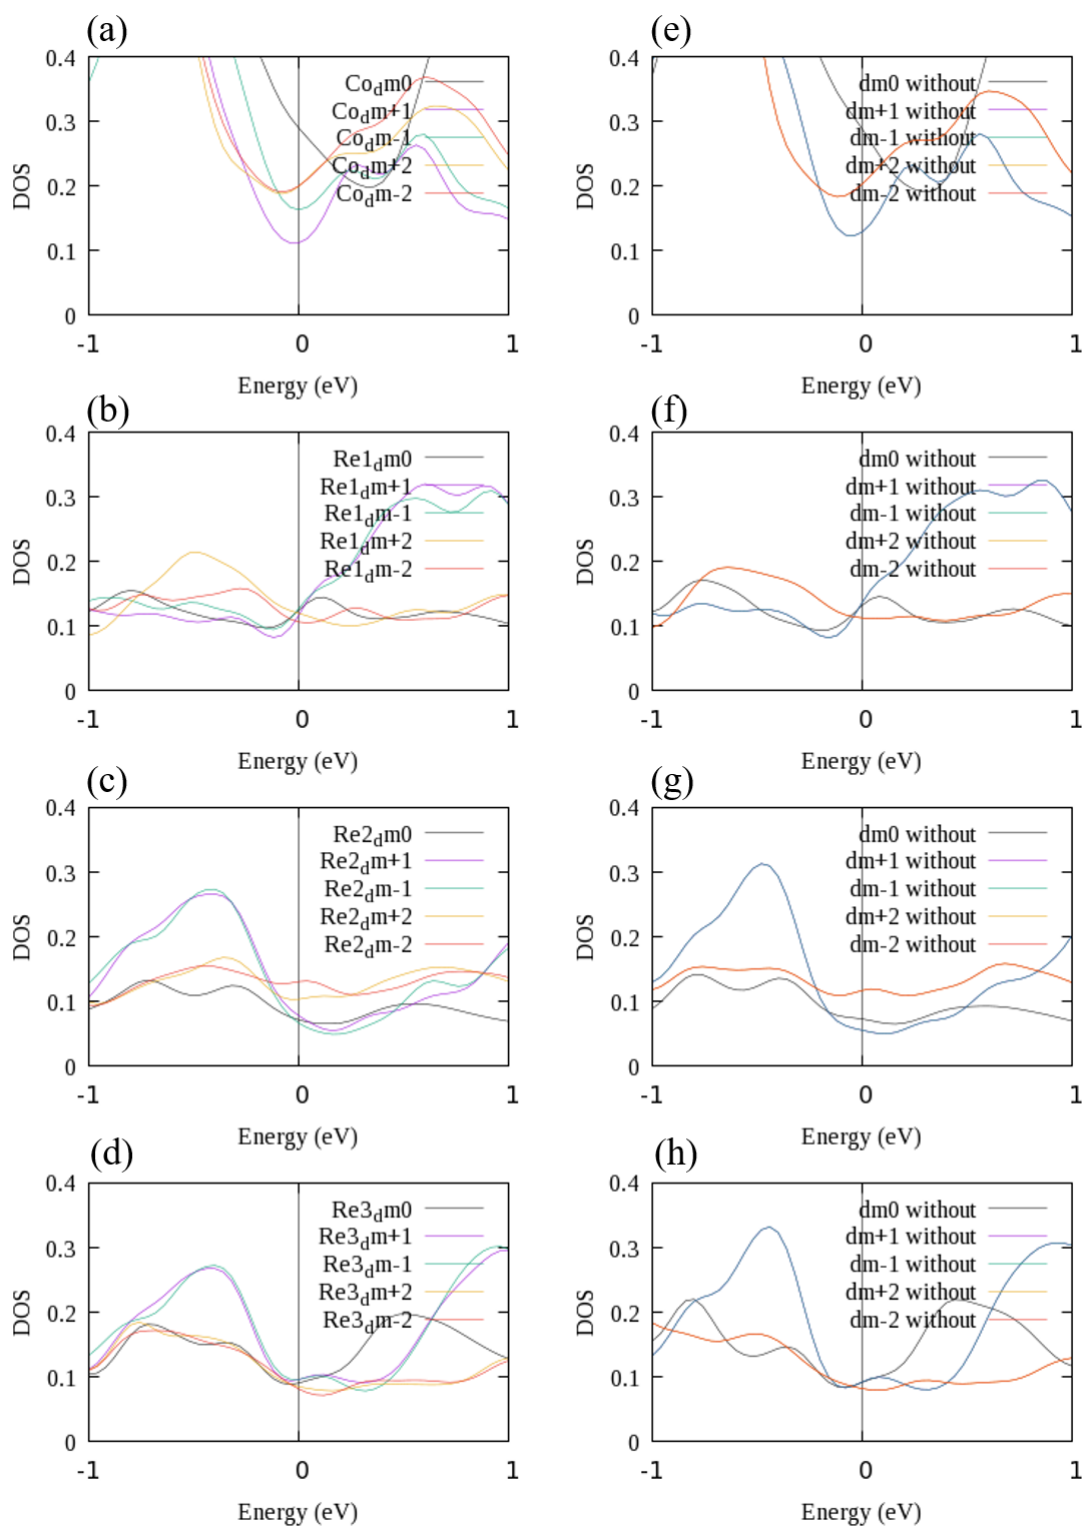 (a)
0.4
0.3
0.2
0.1
0
DOS
Co_dm0
Co_dm+1
Co_dm-1
Co_dm+2
Co_dm-2
-1 0 1
Energy (eV)
(e)
0.4
0.3
0.2
0.1
0
DOS
dm0 without
dm+1 without
dm-1 without
dm+2 without
dm-2 without
-1 0 1
Energy (eV)
(b)
0.4
0.3
0.2
0.1
0
DOS
Re1_dm0
Re1_dm+1
Re1_dm-1
Re1_dm+2
Re1_dm-2
-1 0 1
Energy (eV)
(f)
0.4
0.3
0.2
0.1
0
DOS
dm0 without
dm+1 without
dm-1 without
dm+2 without
dm-2 without
-1 0 1
Energy (eV)
(c)
0.4
0.3
0.2
0.1
0
DOS
Re2_dm0
Re2_dm+1
Re2_dm-1
Re2_dm+2
Re2_dm-2
-1 0 1
Energy (eV)
(g)
0.4
0.3
0.2
0.1
0
DOS
dm0 without
dm+1 without
dm-1 without
dm+2 without
dm-2 without
-1 0 1
Energy (eV)
(d)
0.4
0.3
0.2
0.1
0
DOS
Re3_dm0
Re3_dm+1
Re3_dm-1
Re3_dm+2
Re3_dm-2
-1 0 1
Energy (eV)
(h)
0.4
0.3
0.2
0.1
0
DOS
dm0 without
dm+1 without
dm-1 without
dm+2 without
dm-2 without
-1 0 1
Energy (eV)